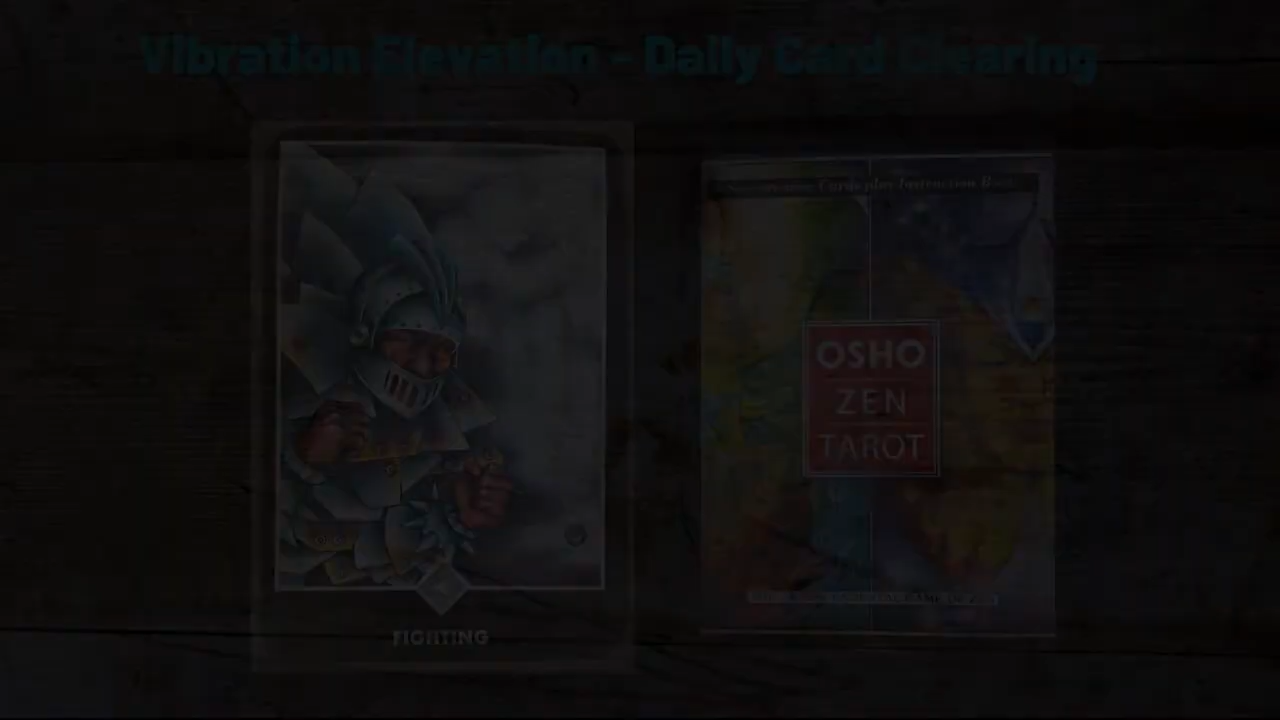 Vibration Elevation - Daily Card Clearing
Cards plus Instruction Book
OSHO
ZEN
TAROT
FIGHTING